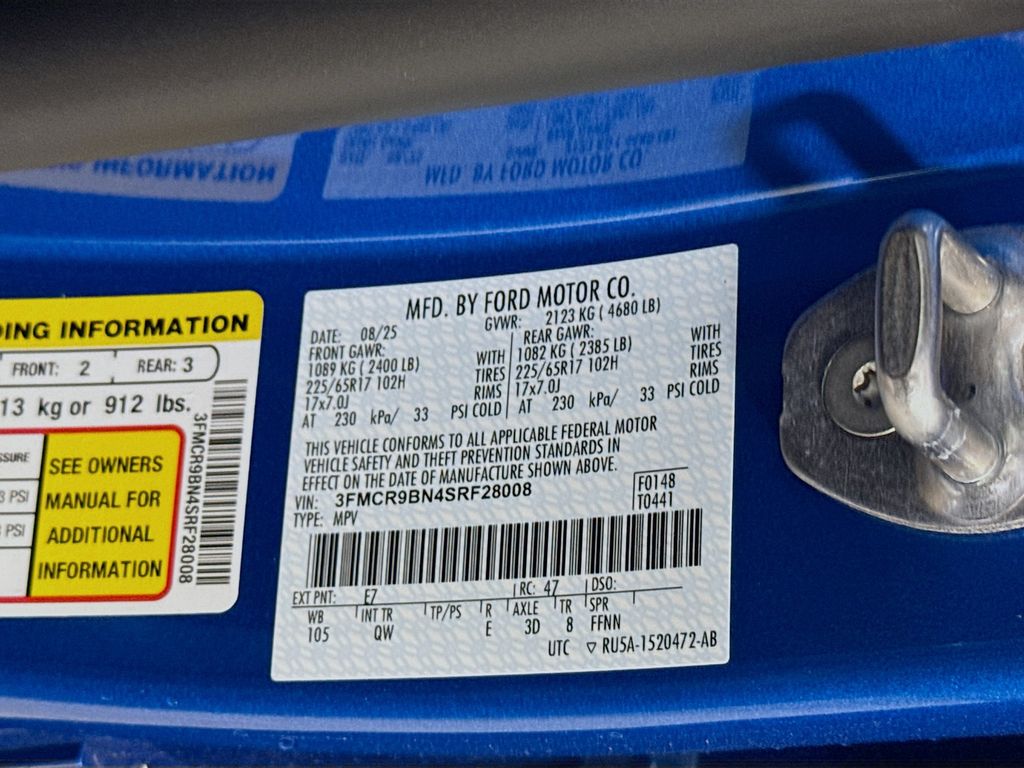 DING INFORMATION
FRONT: 2 REAR: 3
13 kg or 912 lbs.
SSURE
3 PSI
3 PSI
SEE OWNERS
MANUAL FOR
ADDITIONAL
INFORMATION
3FMCR9BN4SRF28008
MFD. BY FORD MOTOR CO.
DATE: 08/25 GVWR: 2123 KG ( 4680 LB)
FRONT GAWR: REAR GAWR:
1089 KG ( 2400 LB) WITH 1082 KG ( 2385 LB) WITH
225/65R17 102H TIRES 225/65R17 102H TIRES
17x7.0J RIMS 17x7.0J RIMS
AT 230 kPa/ 33 PSI COLD AT 230 kPa/ 33 PSI COLD
THIS VEHICLE CONFORMS TO ALL APPLICABLE FEDERAL MOTOR
VEHICLE SAFETY AND THEFT PREVENTION STANDARDS IN
EFFECT ON THE DATE OF MANUFACTURE SHOWN ABOVE.
VIN: 3FMCR9BN4SRF28008 F0148
TYPE: MPV T0441
EXT PNT: E7 RC: 47 DSO:
WB INT TR TP/PS R AXLE TR SPR
105 QW E 3D 8 FFNN
UTC ▽ RU5A-1520472-AB